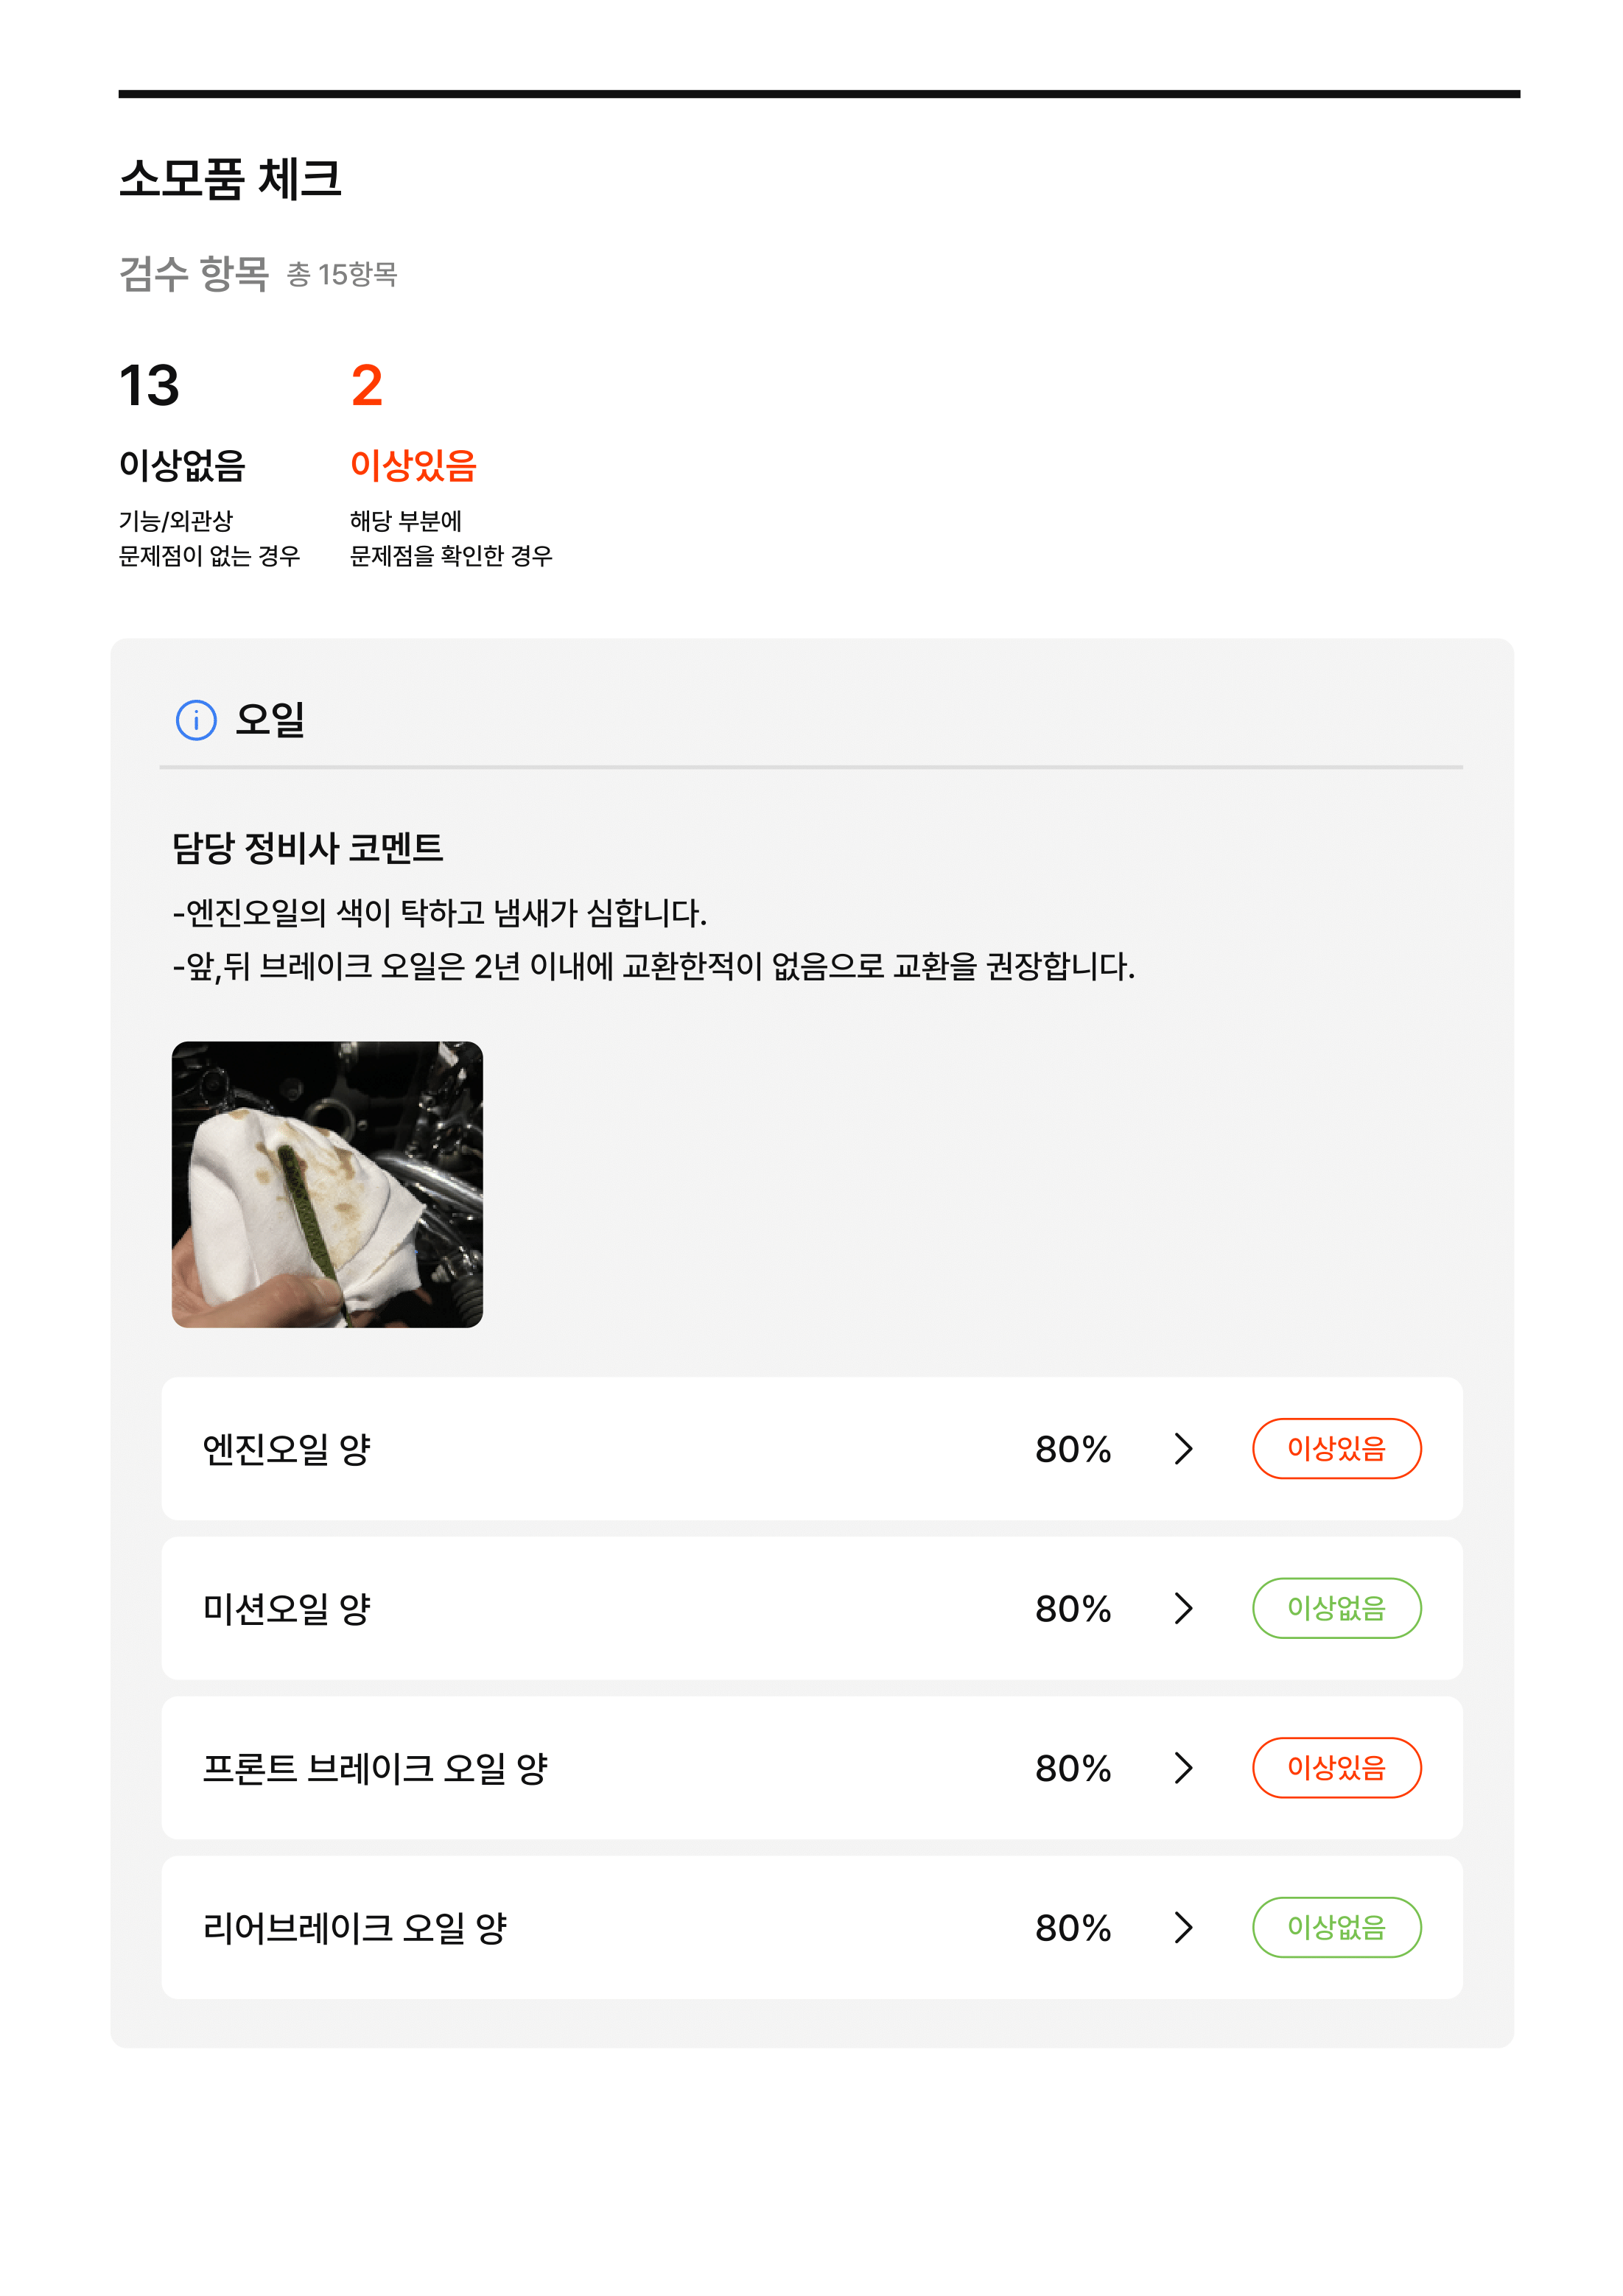 소모품 체크
검수 항목 총 15항목
13 2
이상없음 이상있음
기능/외관상 해당 부분에
문제점이 없는 경우 문제점을 확인한 경우
오일
담당 정비사 코멘트
-엔진오일의 색이 탁하고 냄새가 심합니다.
-앞,뒤 브레이크 오일은 2년 이내에 교환한적이 없음으로 교환을 권장합니다.
엔진오일 양 80% 이상있음
미션오일 양 80% 이상없음
프론트 브레이크 오일 양 80% 이상있음
리어브레이크 오일 양 80% 이상없음